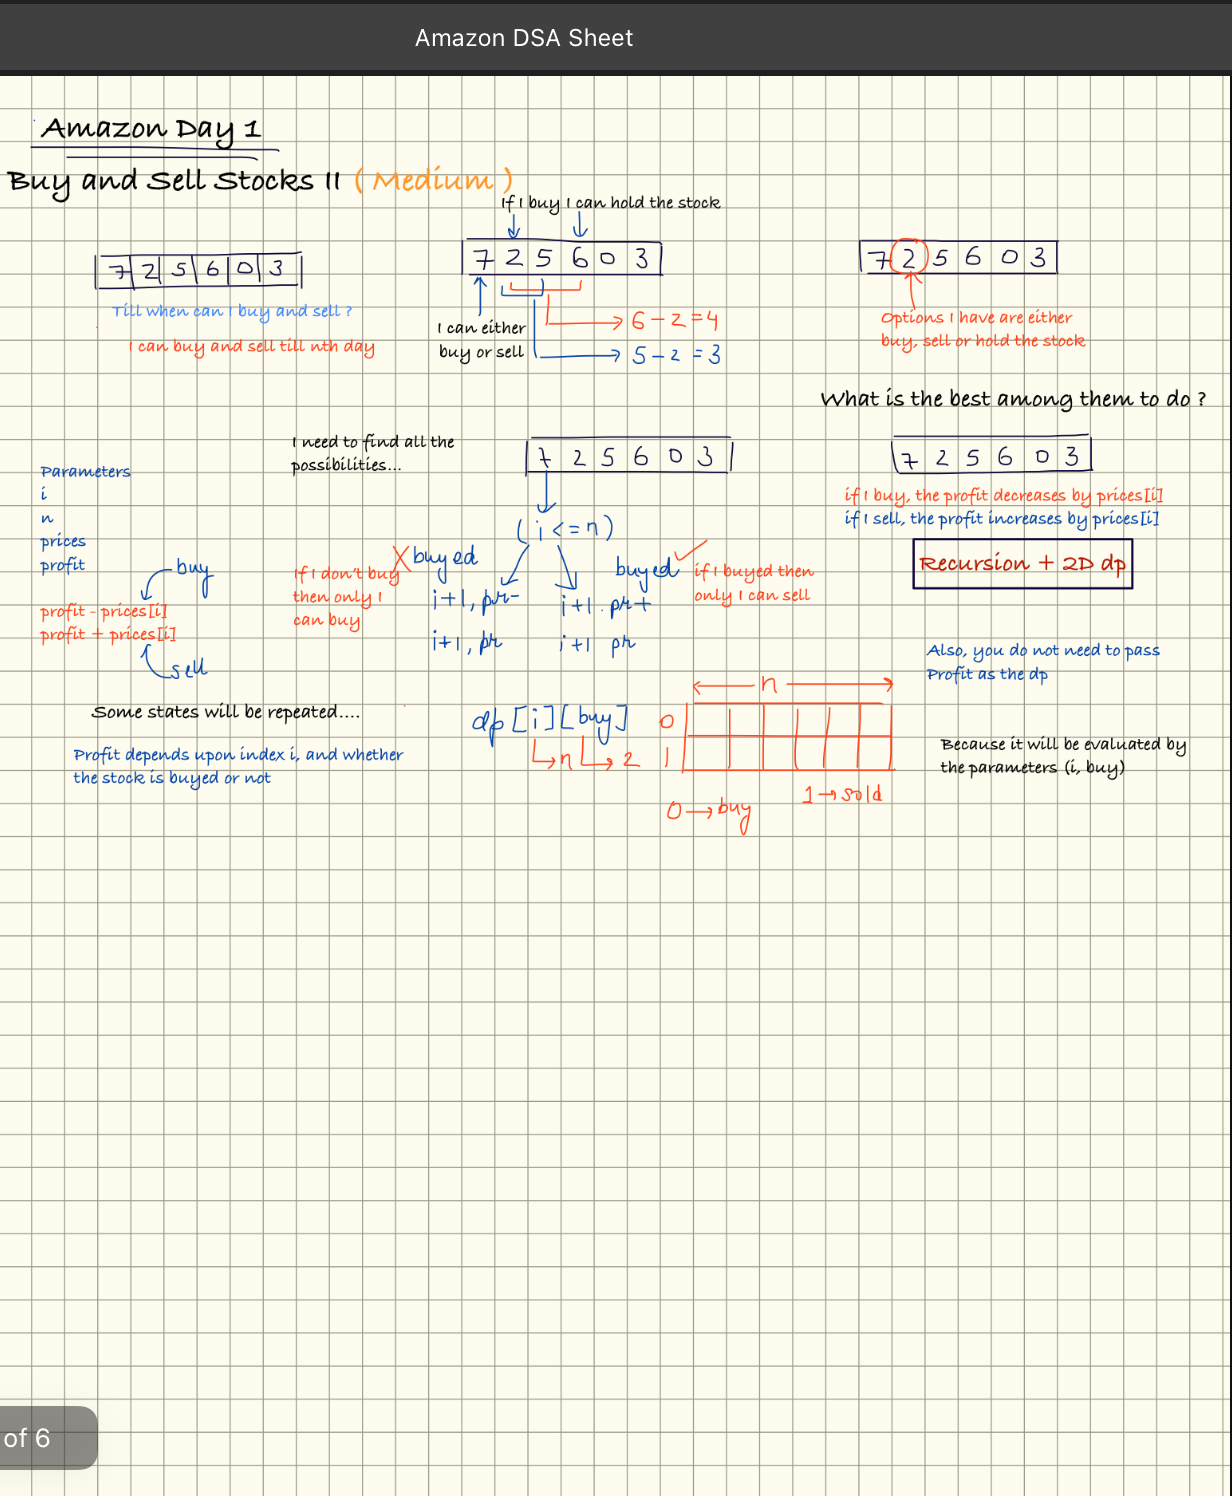 Amazon DSA Sheet
Amazon Day 1
Buy and Sell Stocks II ( Medium )
If I buy I can hold the stock
7 2 5 6 0 3
Till when can I buy and sell ?
I can buy and sell till nth day
7 2 5 6 0 3
I can either
buy or sell
6 - 2 = 4
5 - 2 = 3
7 2 5 6 0 3
Options I have are either
buy, sell or hold the stock
What is the best among them to do ?
I need to find all the
possibilities...
7 2 5 6 0 3
7 2 5 6 0 3
if I buy, the profit decreases by prices[i]
if I sell, the profit increases by prices[i]
Recursion + 2D dp
Parameters
i
n
prices
profit
buy
profit - prices[i]
profit + prices[i]
sell
( i <= n )
If I don't buy
then only I
can buy
X buyed
i+1, pr-
i+1, pr
buyed ✓
i+1 . pr+
i+1 pr
if I buyed then
only I can sell
Also, you do not need to pass
Profit as the dp
Some states will be repeated....
Profit depends upon index i, and whether
the stock is buyed or not
dp [i][buy]
n 2
n
0
1
0 → buy
1 → sold
Because it will be evaluated by
the parameters (i, buy)
of 6